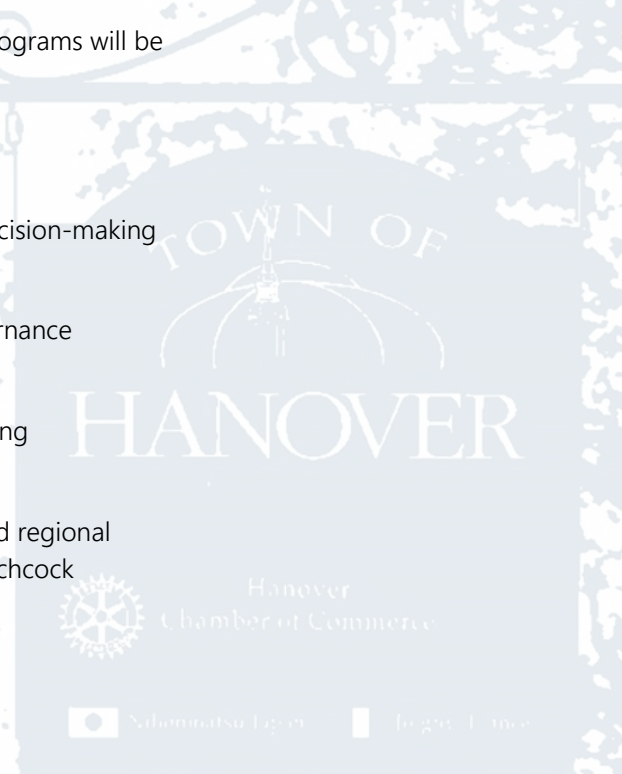 ograms will be
cision-making
TOWN OF
rnance
HANOVER
ng
d regional
chcock
Hanover
Chamber of Commerce